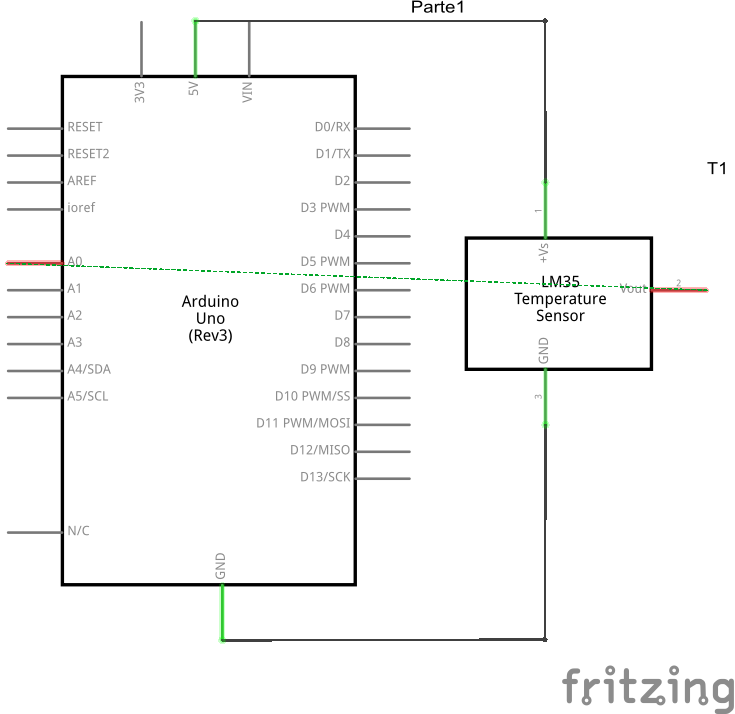 Parte1
3V3
5V
VIN
RESET
RESET2
AREF
ioref
A0
A1
A2
A3
A4/SDA
A5/SCL
N/C
D0/RX
D1/TX
D2
D3 PWM
D4
D5 PWM
D6 PWM
D7
D8
D9 PWM
D10 PWM/SS
D11 PWM/MOSI
D12/MISO
D13/SCK
Arduino
Uno
(Rev3)
GND
T1
1
+Vs
LM35
Temperature
Sensor
Vout
2
GND
3
fritzing